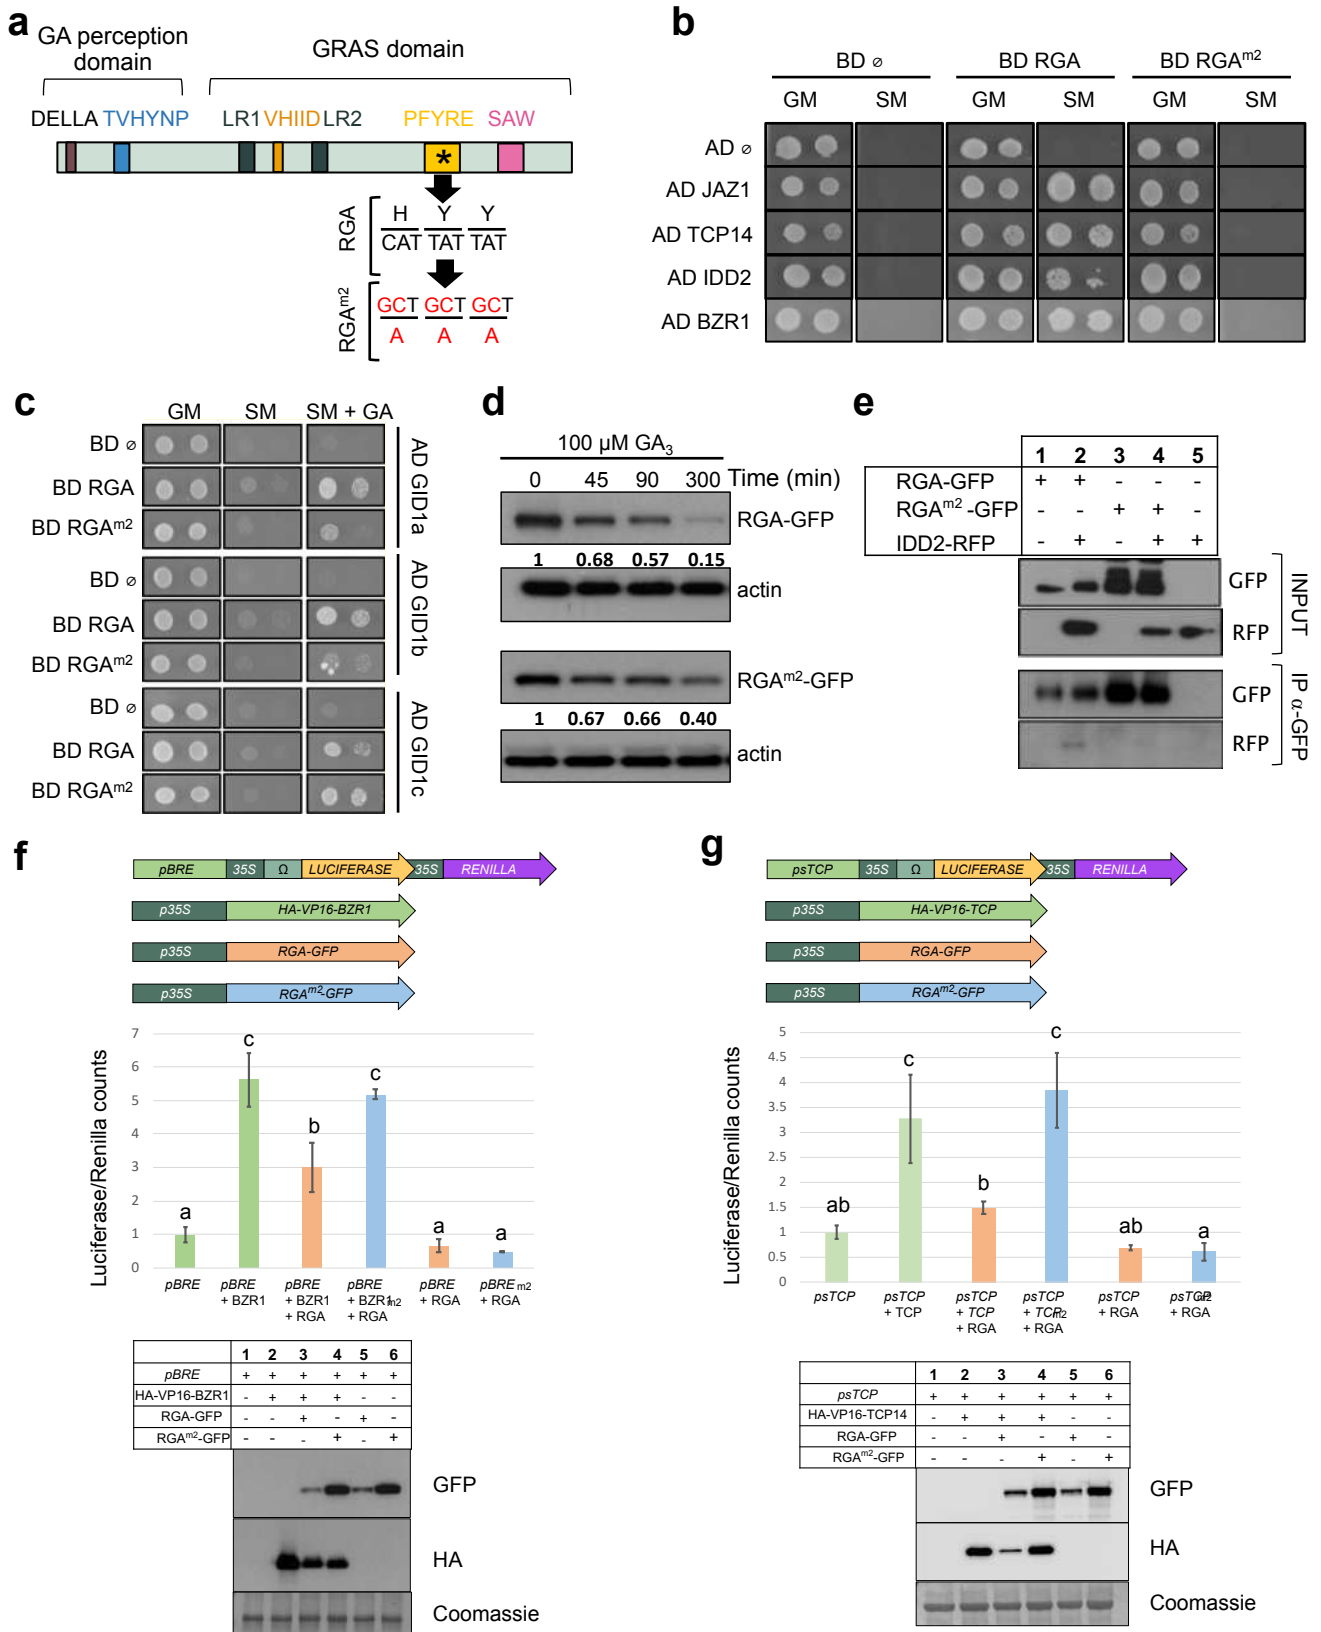 a
GA perception
domain
GRAS domain
DELLA TVHYNP LR1 VHIID LR2 PFYRE SAW
*
RGA
H Y Y
CAT TAT TAT
RGAm2
GCT GCT GCT
A A A
b
BD ø BD RGA BD RGAm2
GM SM GM SM GM SM
AD ø
AD JAZ1
AD TCP14
AD IDD2
AD BZR1
c
GM SM SM + GA
BD ø
BD RGA
BD RGAm2
AD GID1a
BD ø
BD RGA
BD RGAm2
AD GID1b
BD ø
BD RGA
BD RGAm2
AD GID1c
d
100 µM GA3
0 45 90 300 Time (min)
RGA-GFP
1 0.68 0.57 0.15
actin
RGAm2-GFP
1 0.67 0.66 0.40
actin
e
1 2 3 4 5
RGA-GFP + + - - -
RGAm2 -GFP - - + + -
IDD2-RFP - + - + +
GFP
RFP
INPUT
GFP
RFP
IP α-GFP
f
pBRE 35S Ω LUCIFERASE 35S RENILLA
p35S HA-VP16-BZR1
p35S RGA-GFP
p35S RGAm2-GFP
Luciferase/Renilla counts
7
6
5
4
3
2
1
0
a c b c a a
pBRE pBRE pBRE pBRE pBRE pBRE m2
+ BZR1 + BZR1 + BZR1 m2 + RGA + RGA
+ RGA + RGA
1 2 3 4 5 6
pBRE + + + + + +
HA-VP16-BZR1 - + + + - -
RGA-GFP - - + - + -
RGAm2-GFP - - - + - +
GFP
HA
Coomassie
g
psTCP 35S Ω LUCIFERASE 35S RENILLA
p35S HA-VP16-TCP
p35S RGA-GFP
p35S RGAm2-GFP
Luciferase/Renilla counts
5
4.5
4
3.5
3
2.5
2
1.5
1
0.5
0
ab c b c ab a
psTCP psTCP psTCP psTCP psTCP psTCP m2
+ TCP + TCP + TCP m2 + RGA + RGA
+ RGA + RGA
1 2 3 4 5 6
psTCP + + + + + +
HA-VP16-TCP14 - + + + - -
RGA-GFP - - + - + -
RGAm2-GFP - - - + - +
GFP
HA
Coomassie